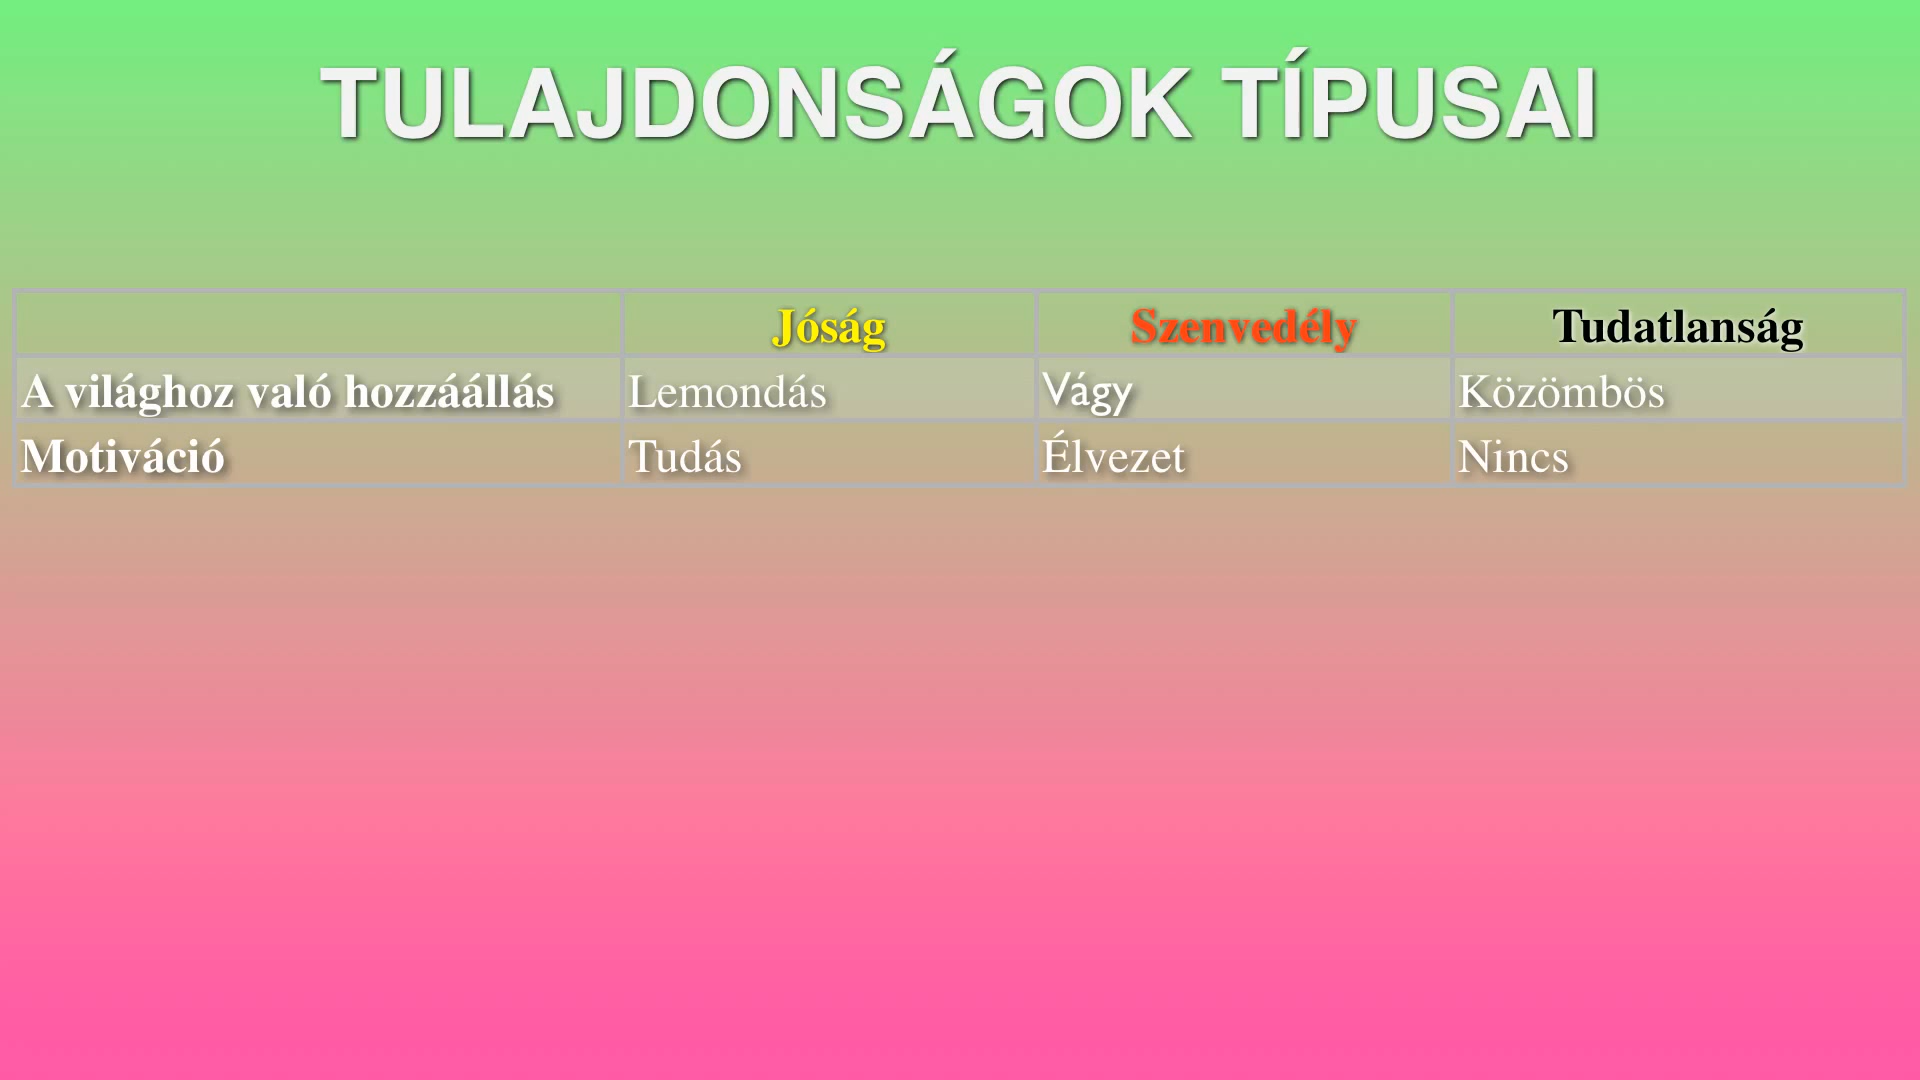 TULAJDONSÁGOK TÍPUSAI
Jóság Szenvedély Tudatlanság
A világhoz való hozzáállás Lemondás Vágy Közömbös
Motiváció Tudás Élvezet Nincs